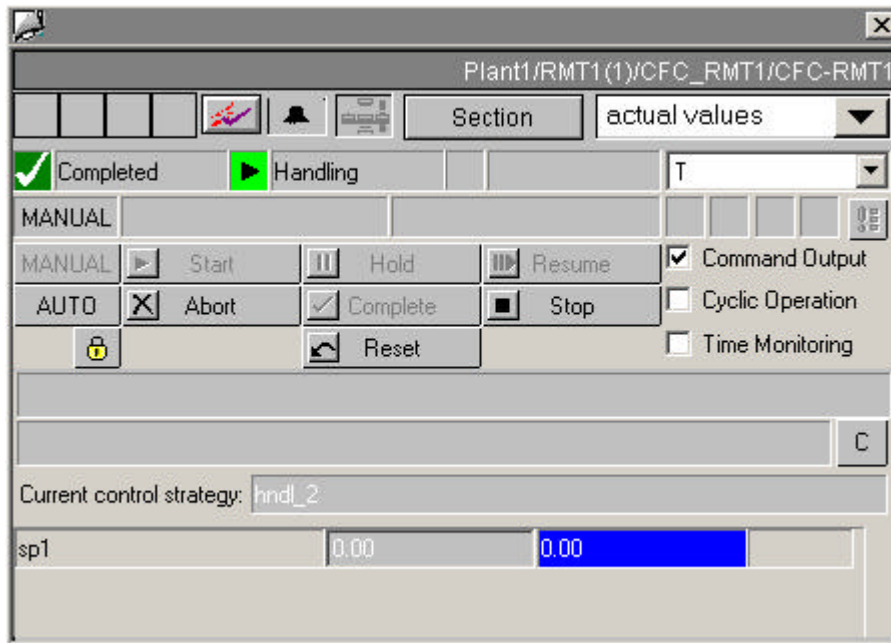 Plant1/RMT1(1)/CFC_RMT1/CFC-RMT1
Section actual values
Completed Handling T
MANUAL
MANUAL Start Hold Resume Command Output
AUTO Abort Complete Stop Cyclic Operation
Reset Time Monitoring
C
Current control strategy: hndl_2
sp1 0.00 0.00